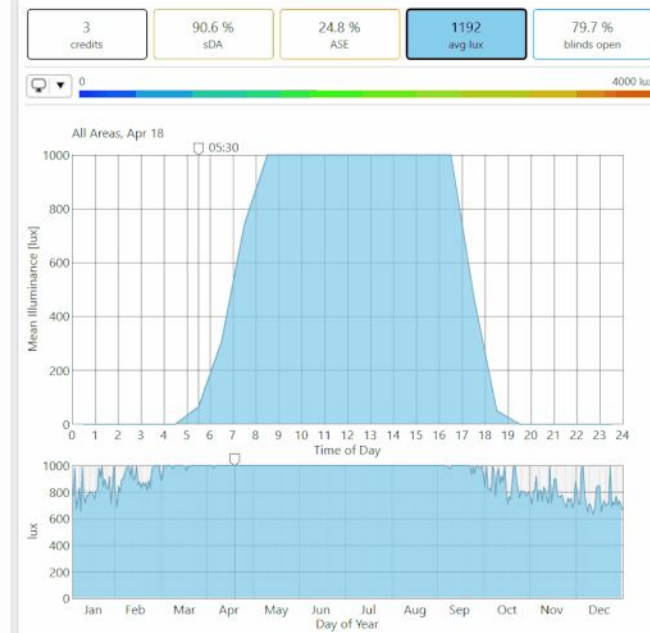 3 90.6 % 24.8 % 1192 79.7 %
credits sDA ASE avg lux blinds open
0 4000 lux
All Areas, Apr 18
05:30
1000
800
600
400
200
0
Mean Illuminance [lux]
0 1 2 3 4 5 6 7 8 9 10 11 12 13 14 15 16 17 18 19 20 21 22 23 24
Time of Day
1000
800
600
400
200
0
lux
Jan Feb Mar Apr May Jun Jul Aug Sep Oct Nov Dec
Day of Year